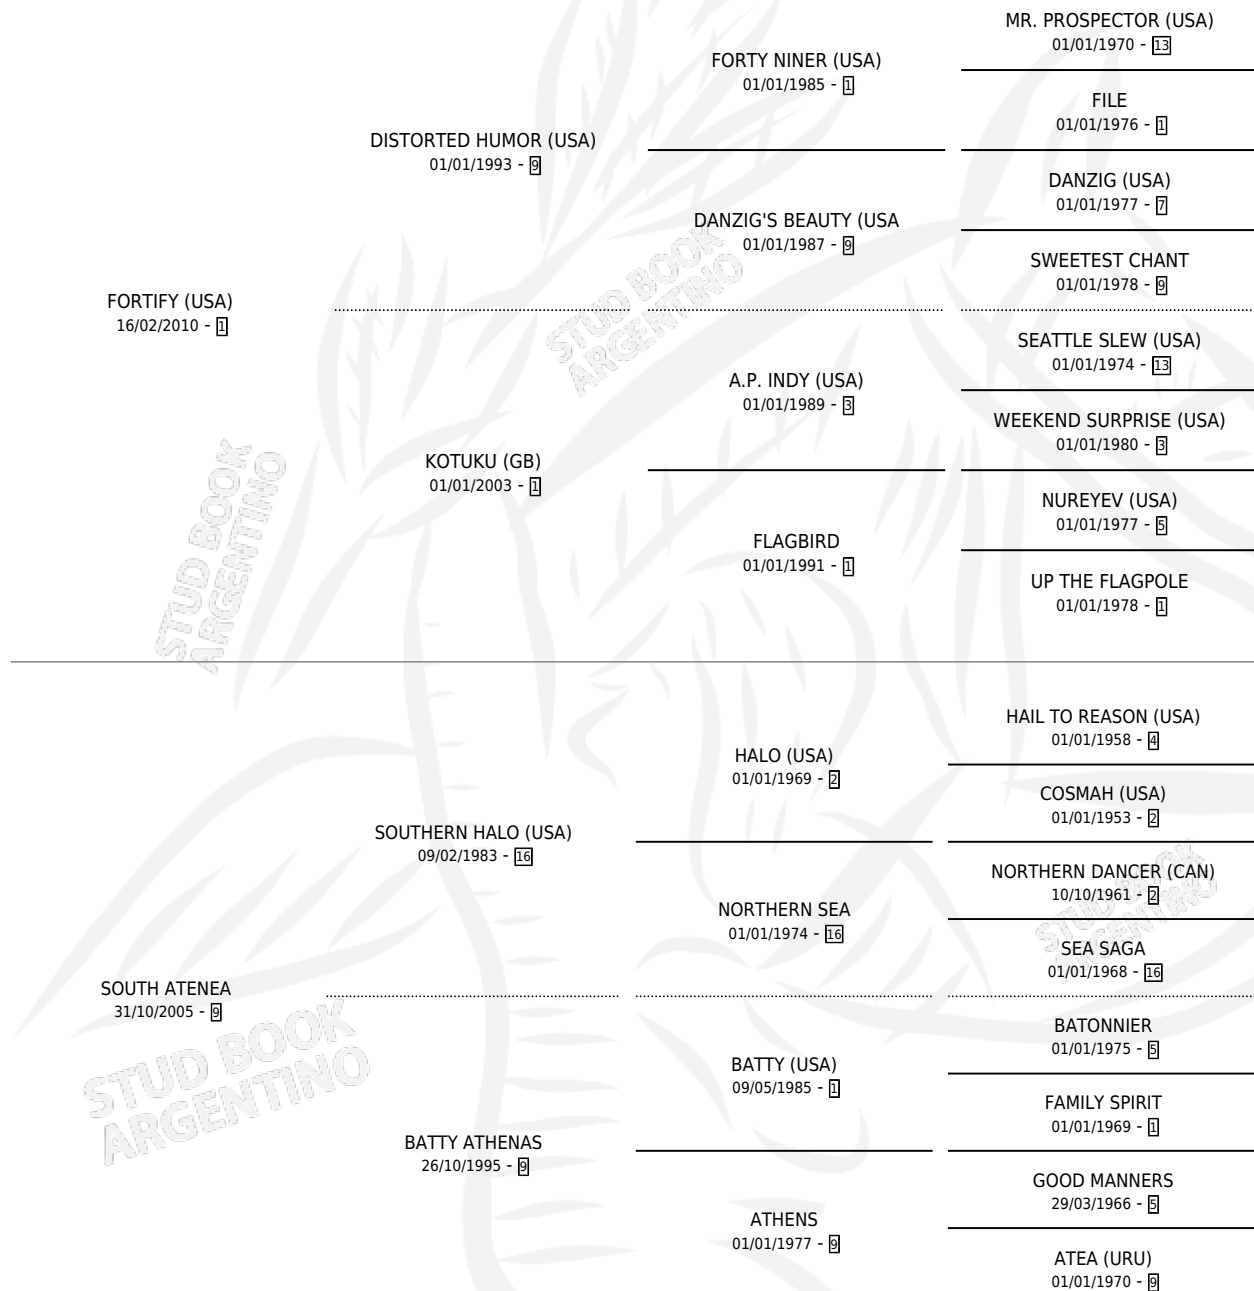 MR. PROSPECTOR (USA)
01/01/1970 - 13
FORTY NINER (USA)
01/01/1985 - 1
FILE
01/01/1976 - 1
DISTORTED HUMOR (USA)
01/01/1993 - 9
DANZIG (USA)
01/01/1977 - 7
DANZIG'S BEAUTY (USA
01/01/1987 - 9
SWEETEST CHANT
01/01/1978 - 9
FORTIFY (USA)
16/02/2010 - 1
SEATTLE SLEW (USA)
01/01/1974 - 13
A.P. INDY (USA)
01/01/1989 - 3
WEEKEND SURPRISE (USA)
01/01/1980 - 3
KOTUKU (GB)
01/01/2003 - 1
NUREYEV (USA)
01/01/1977 - 5
FLAGBIRD
01/01/1991 - 1
UP THE FLAGPOLE
01/01/1978 - 1
HAIL TO REASON (USA)
01/01/1958 - 4
HALO (USA)
01/01/1969 - 2
COSMAH (USA)
01/01/1953 - 2
SOUTHERN HALO (USA)
09/02/1983 - 16
NORTHERN DANCER (CAN)
10/10/1961 - 2
NORTHERN SEA
01/01/1974 - 16
SEA SAGA
01/01/1968 - 16
SOUTH ATENEA
31/10/2005 - 9
BATONNIER
01/01/1975 - 5
BATTY (USA)
09/05/1985 - 1
FAMILY SPIRIT
01/01/1969 - 1
BATTY ATHENAS
26/10/1995 - 9
GOOD MANNERS
29/03/1966 - 5
ATHENS
01/01/1977 - 9
ATEA (URU)
01/01/1970 - 9
STUD BOOK
ARGENTINO
STUD BOOK
ARGENTINO
STUD BOOK
ARGENTINO
STUD BOOK
ARGENTINO